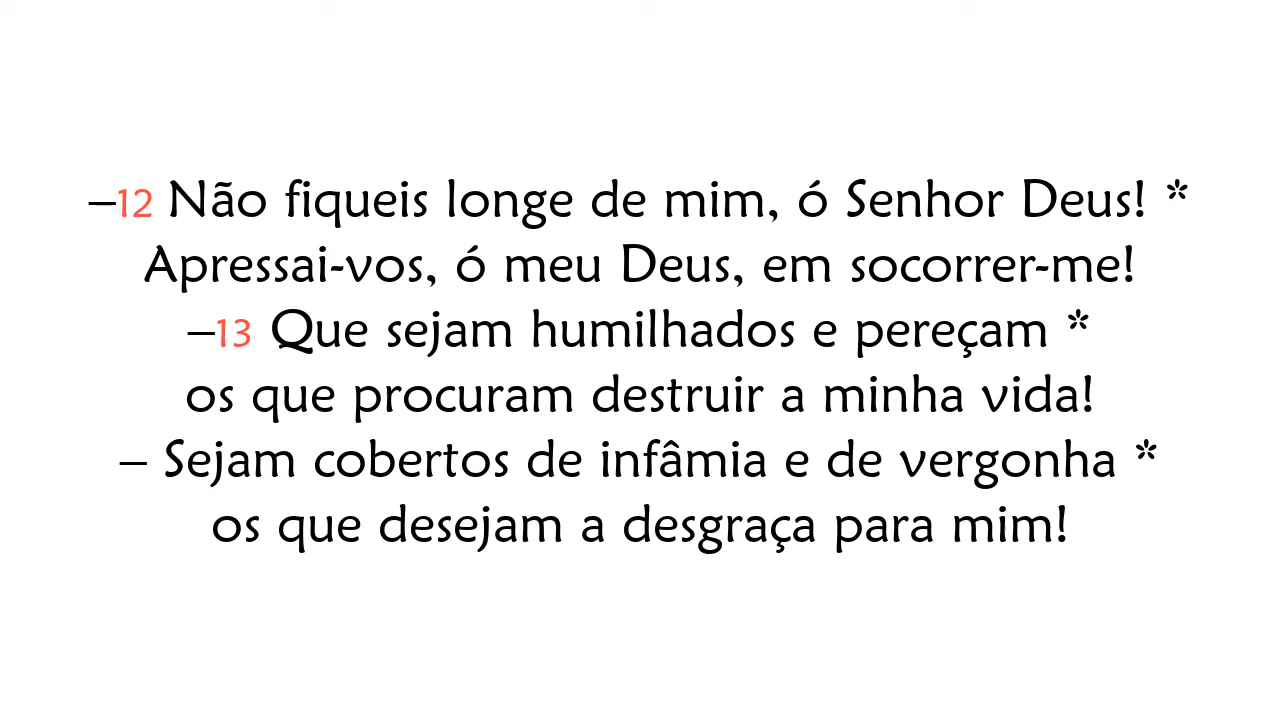 –12 Não fiqueis longe de mim, ó Senhor Deus! *
Apressai-vos, ó meu Deus, em socorrer-me!
–13 Que sejam humilhados e pereçam *
os que procuram destruir a minha vida!
– Sejam cobertos de infâmia e de vergonha *
os que desejam a desgraça para mim!